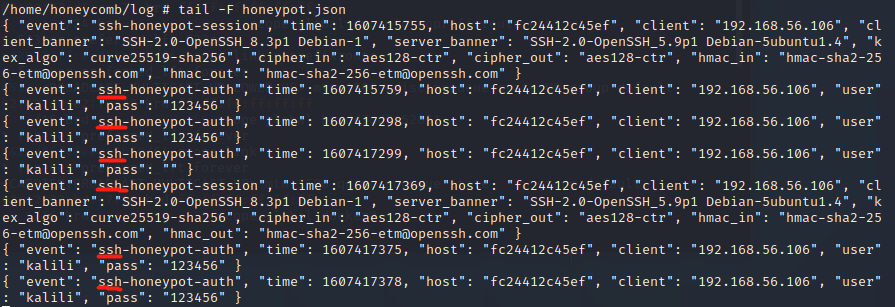 /home/honeycomb/log # tail -F honeypot.json
{ "event": "ssh-honeypot-session", "time": 1607415755, "host": "fc24412c45ef", "client": "192.168.56.106", "cl
ient_banner": "SSH-2.0-OpenSSH_8.3p1 Debian-1", "server_banner": "SSH-2.0-OpenSSH_5.9p1 Debian-5ubuntu1.4", "k
ex_algo": "curve25519-sha256", "cipher_in": "aes128-ctr", "cipher_out": "aes128-ctr", "hmac_in": "hmac-sha2-25
6-etm@openssh.com", "hmac_out": "hmac-sha2-256-etm@openssh.com" }
{ "event": "ssh-honeypot-auth", "time": 1607415759, "host": "fc24412c45ef", "client": "192.168.56.106", "user"
: "kalili", "pass": "123456" }
{ "event": "ssh-honeypot-auth", "time": 1607417298, "host": "fc24412c45ef", "client": "192.168.56.106", "user"
: "kalili", "pass": "123456" }
{ "event": "ssh-honeypot-auth", "time": 1607417299, "host": "fc24412c45ef", "client": "192.168.56.106", "user"
: "kalili", "pass": "" }
{ "event": "ssh-honeypot-session", "time": 1607417369, "host": "fc24412c45ef", "client": "192.168.56.106", "cl
ient_banner": "SSH-2.0-OpenSSH_8.3p1 Debian-1", "server_banner": "SSH-2.0-OpenSSH_5.9p1 Debian-5ubuntu1.4", "k
ex_algo": "curve25519-sha256", "cipher_in": "aes128-ctr", "cipher_out": "aes128-ctr", "hmac_in": "hmac-sha2-25
6-etm@openssh.com", "hmac_out": "hmac-sha2-256-etm@openssh.com" }
{ "event": "ssh-honeypot-auth", "time": 1607417375, "host": "fc24412c45ef", "client": "192.168.56.106", "user"
: "kalili", "pass": "123456" }
{ "event": "ssh-honeypot-auth", "time": 1607417378, "host": "fc24412c45ef", "client": "192.168.56.106", "user"
: "kalili", "pass": "123456" }